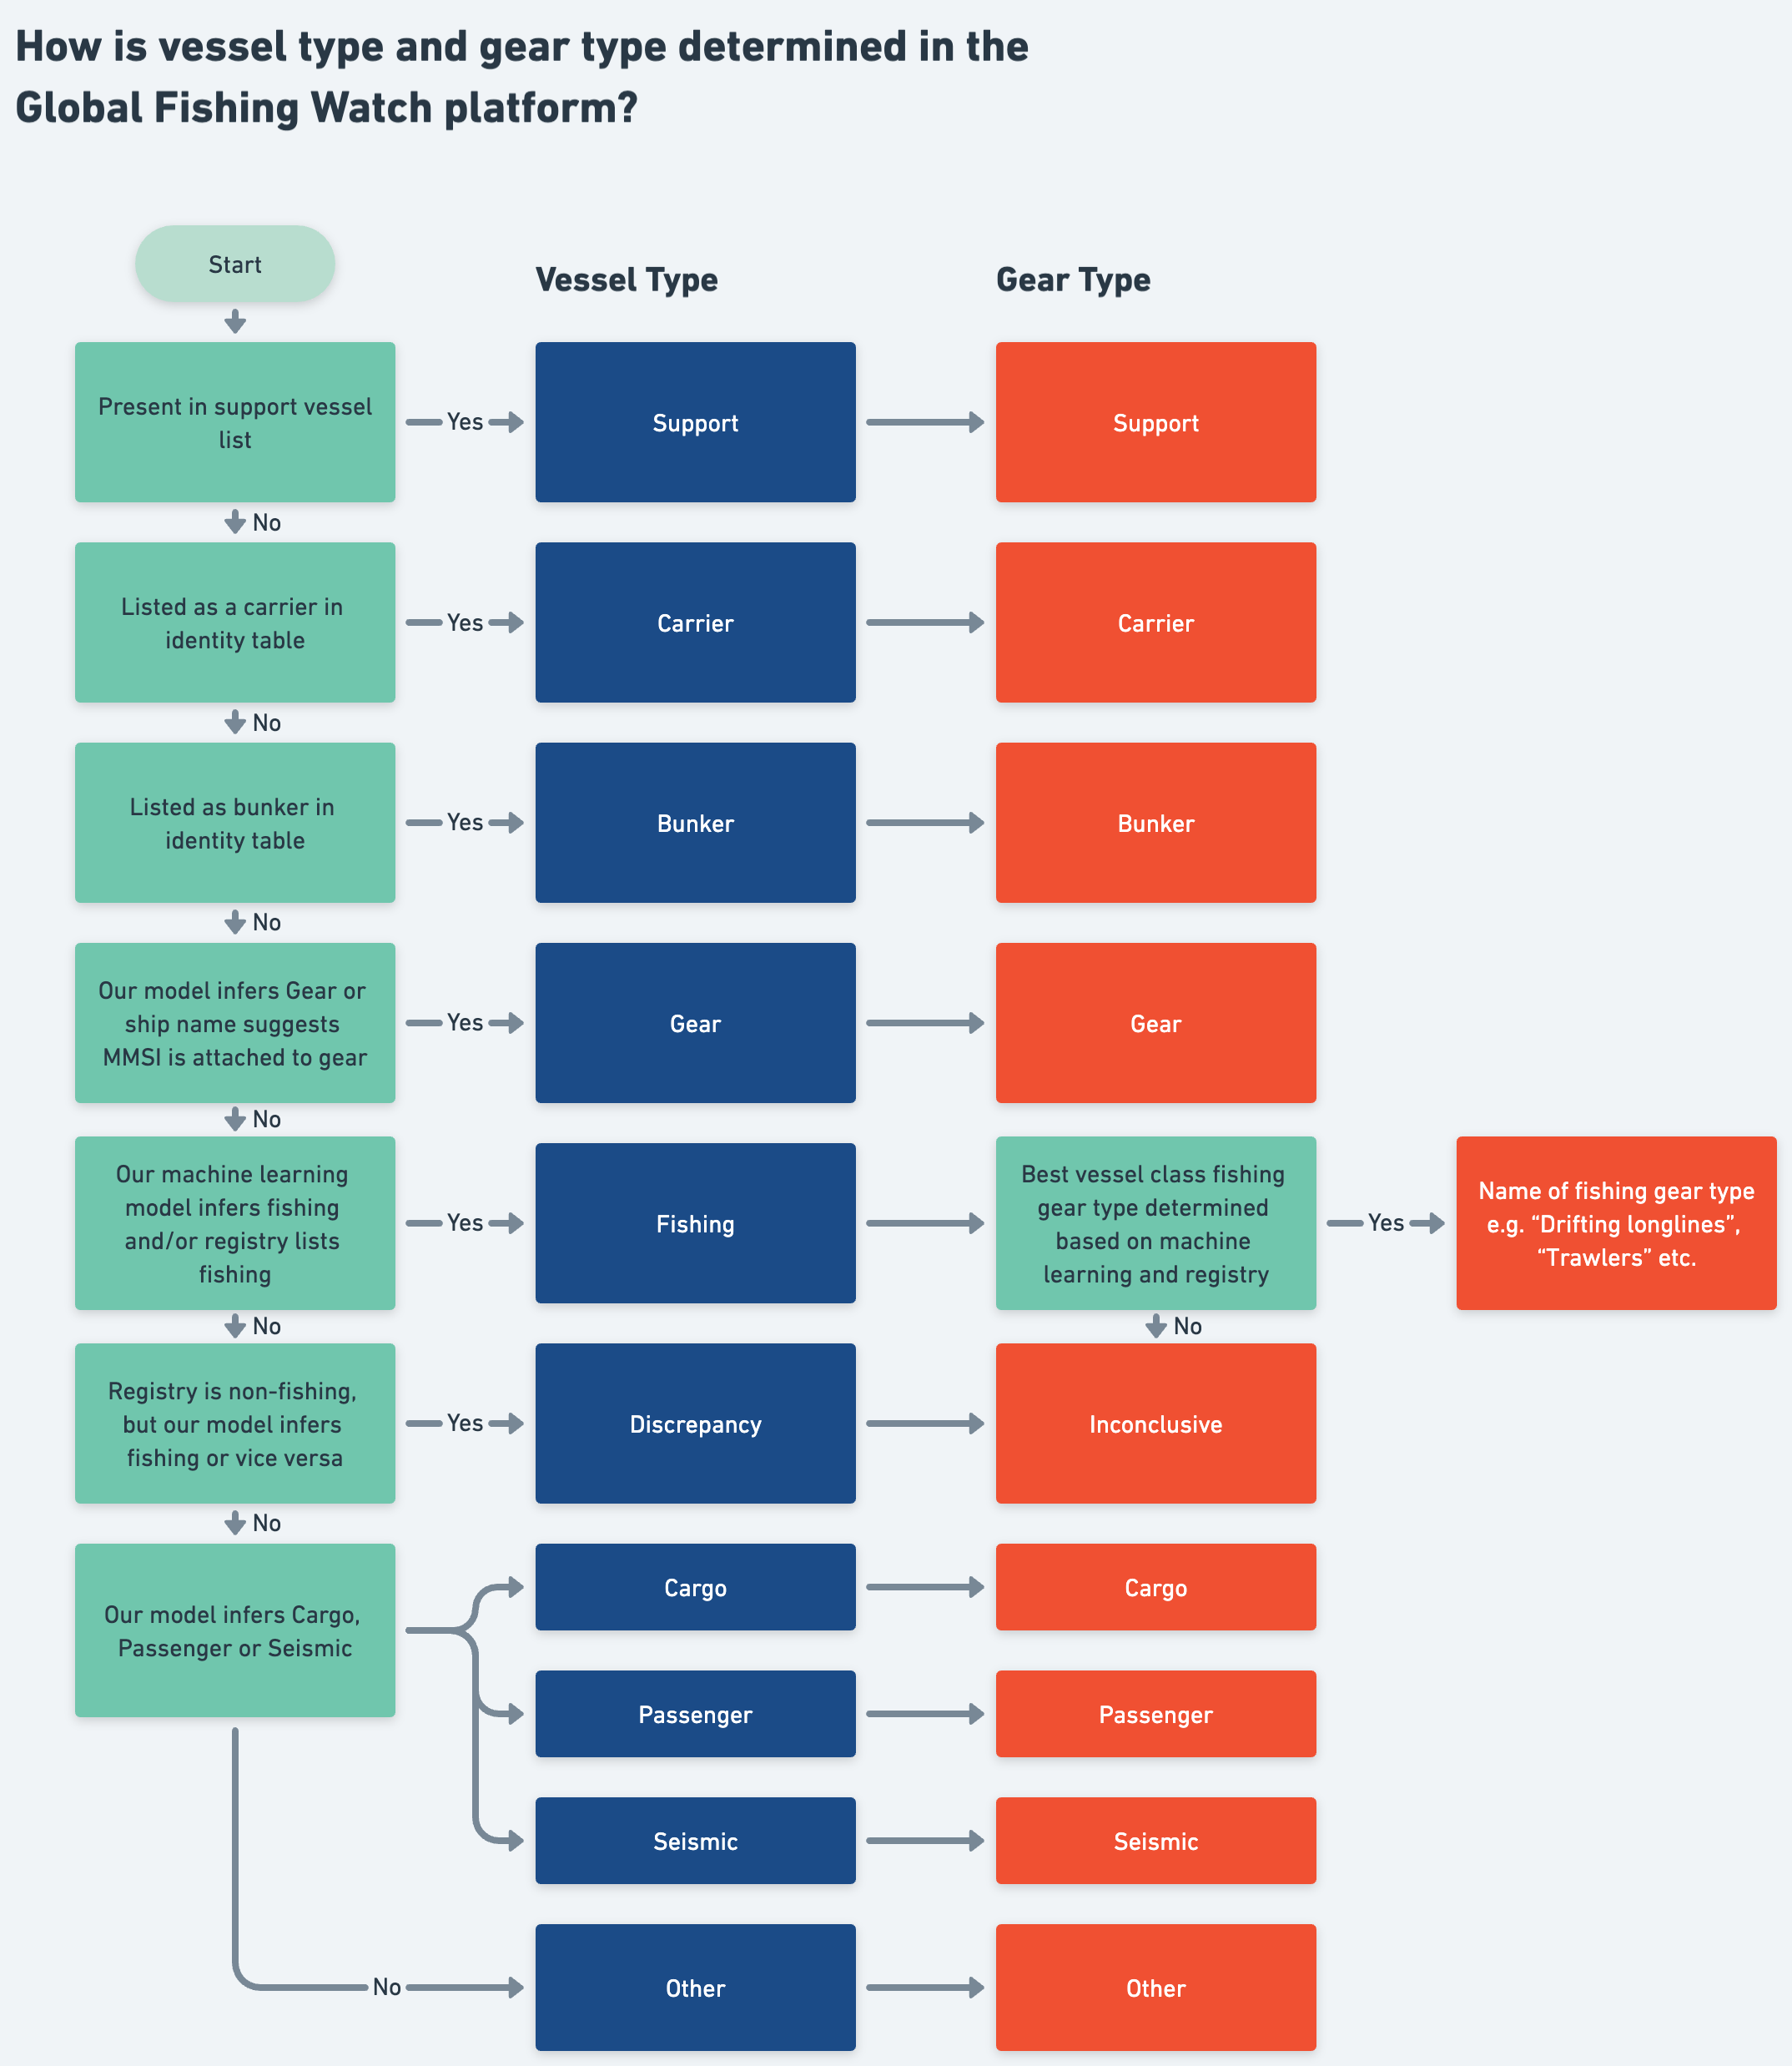 How is vessel type and gear type determined in the
Global Fishing Watch platform?
Start
Vessel Type
Gear Type
Present in support vessel
list
Yes
Support
Support
No
Listed as a carrier in
identity table
Yes
Carrier
Carrier
No
Listed as bunker in
identity table
Yes
Bunker
Bunker
No
Our model infers Gear or
ship name suggests
MMSI is attached to gear
Yes
Gear
Gear
No
Our machine learning
model infers fishing
and/or registry lists
fishing
Yes
Fishing
Best vessel class fishing
gear type determined
based on machine
learning and registry
Yes
Name of fishing gear type
e.g. “Drifting longlines”,
“Trawlers” etc.
No
No
Registry is non-fishing,
but our model infers
fishing or vice versa
Yes
Discrepancy
Inconclusive
No
Our model infers Cargo,
Passenger or Seismic
Cargo
Cargo
Passenger
Passenger
Seismic
Seismic
No
Other
Other